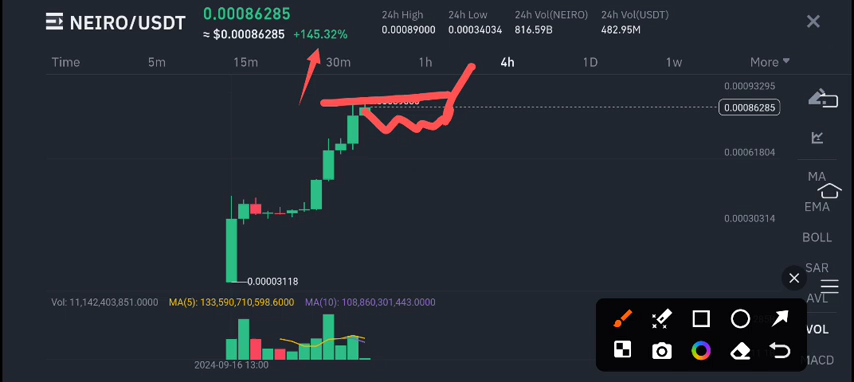 NEIRO/USDT
0.00086285
≈ $0.00086285 +145.32%
24h High
0.00089000
24h Low
0.00034034
24h Vol(NEIRO)
816.59B
24h Vol(USDT)
482.95M
Time 5m 15m 30m 1h 4h 1D 1w More
0.00093295
0.00086285
0.00061804
0.00030314
0.00003118
MA
EMA
BOLL
SAR
AVL
VOL
MACD
Vol: 11,142,403,851.0000 MA(5): 133,590,710,598.6000 MA(10): 108,860,301,443.0000
2024-09-16 13:00